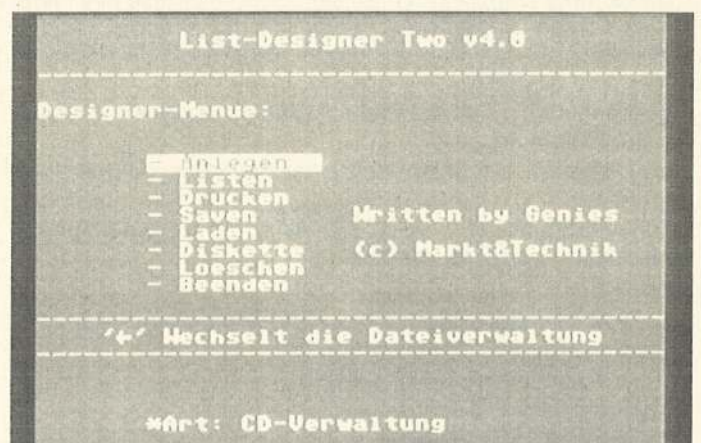 List-Designer Two v4.0
Designer-Menue:
- Anlegen
- Listen
- Drucken
- Saven
- Laden
- Diskette
- Loeschen
- Beenden
Written by Genies
(c) Markt&Technik
'←' Wechselt die Dateiverwaltung
*Art: CD-Verwaltung